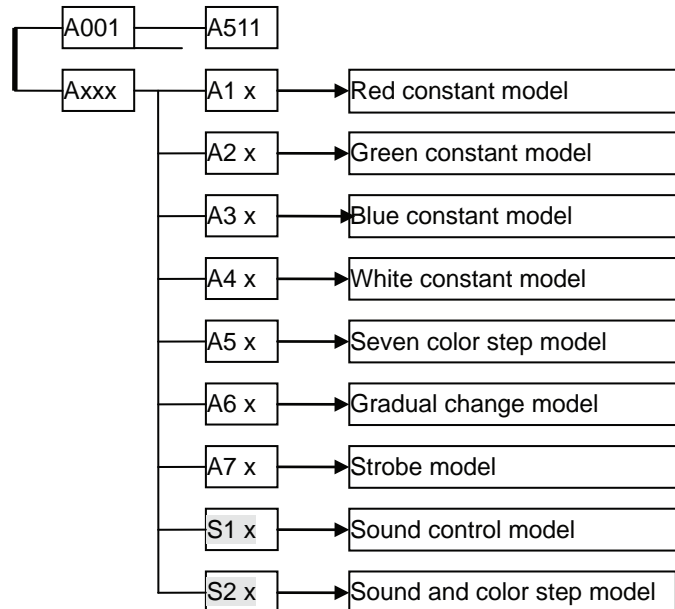 A001 A511
Axxx A1 x Red constant model
A2 x Green constant model
A3 x Blue constant model
A4 x White constant model
A5 x Seven color step model
A6 x Gradual change model
A7 x Strobe model
S1 x Sound control model
S2 x Sound and color step model